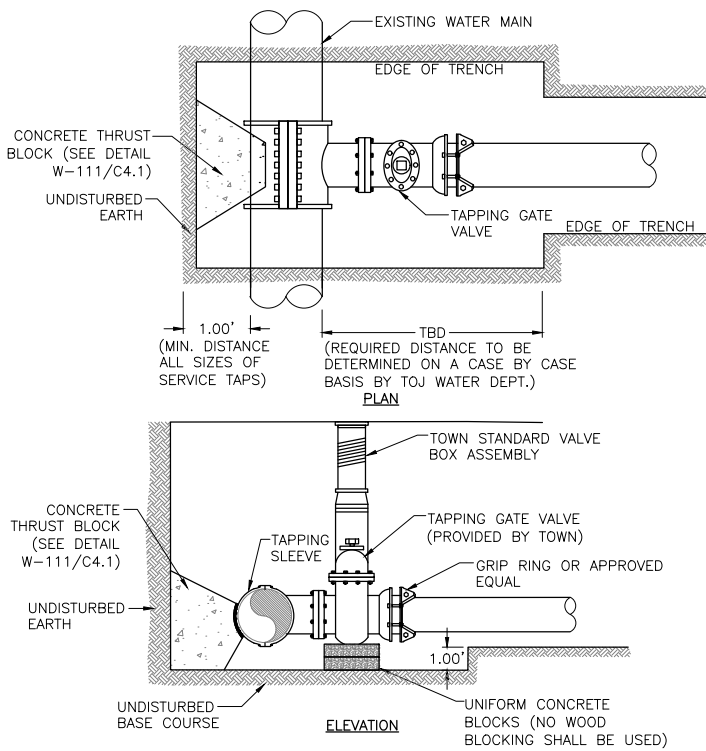 EXISTING WATER MAIN
EDGE OF TRENCH
CONCRETE THRUST
BLOCK (SEE DETAIL
W-111/C4.1)
UNDISTURBED
EARTH
TAPPING GATE
VALVE
EDGE OF TRENCH
1.00'
(MIN. DISTANCE
ALL SIZES OF
SERVICE TAPS)
TBD
(REQUIRED DISTANCE TO BE
DETERMINED ON A CASE BY CASE
BASIS BY TOJ WATER DEPT.)
PLAN
TOWN STANDARD VALVE
BOX ASSEMBLY
CONCRETE
THRUST BLOCK
(SEE DETAIL
W-111/C4.1)
TAPPING
SLEEVE
TAPPING GATE VALVE
(PROVIDED BY TOWN)
GRIP RING OR APPROVED
EQUAL
UNDISTURBED
EARTH
1.00'
UNDISTURBED
BASE COURSE
ELEVATION
UNIFORM CONCRETE
BLOCKS (NO WOOD
BLOCKING SHALL BE USED)